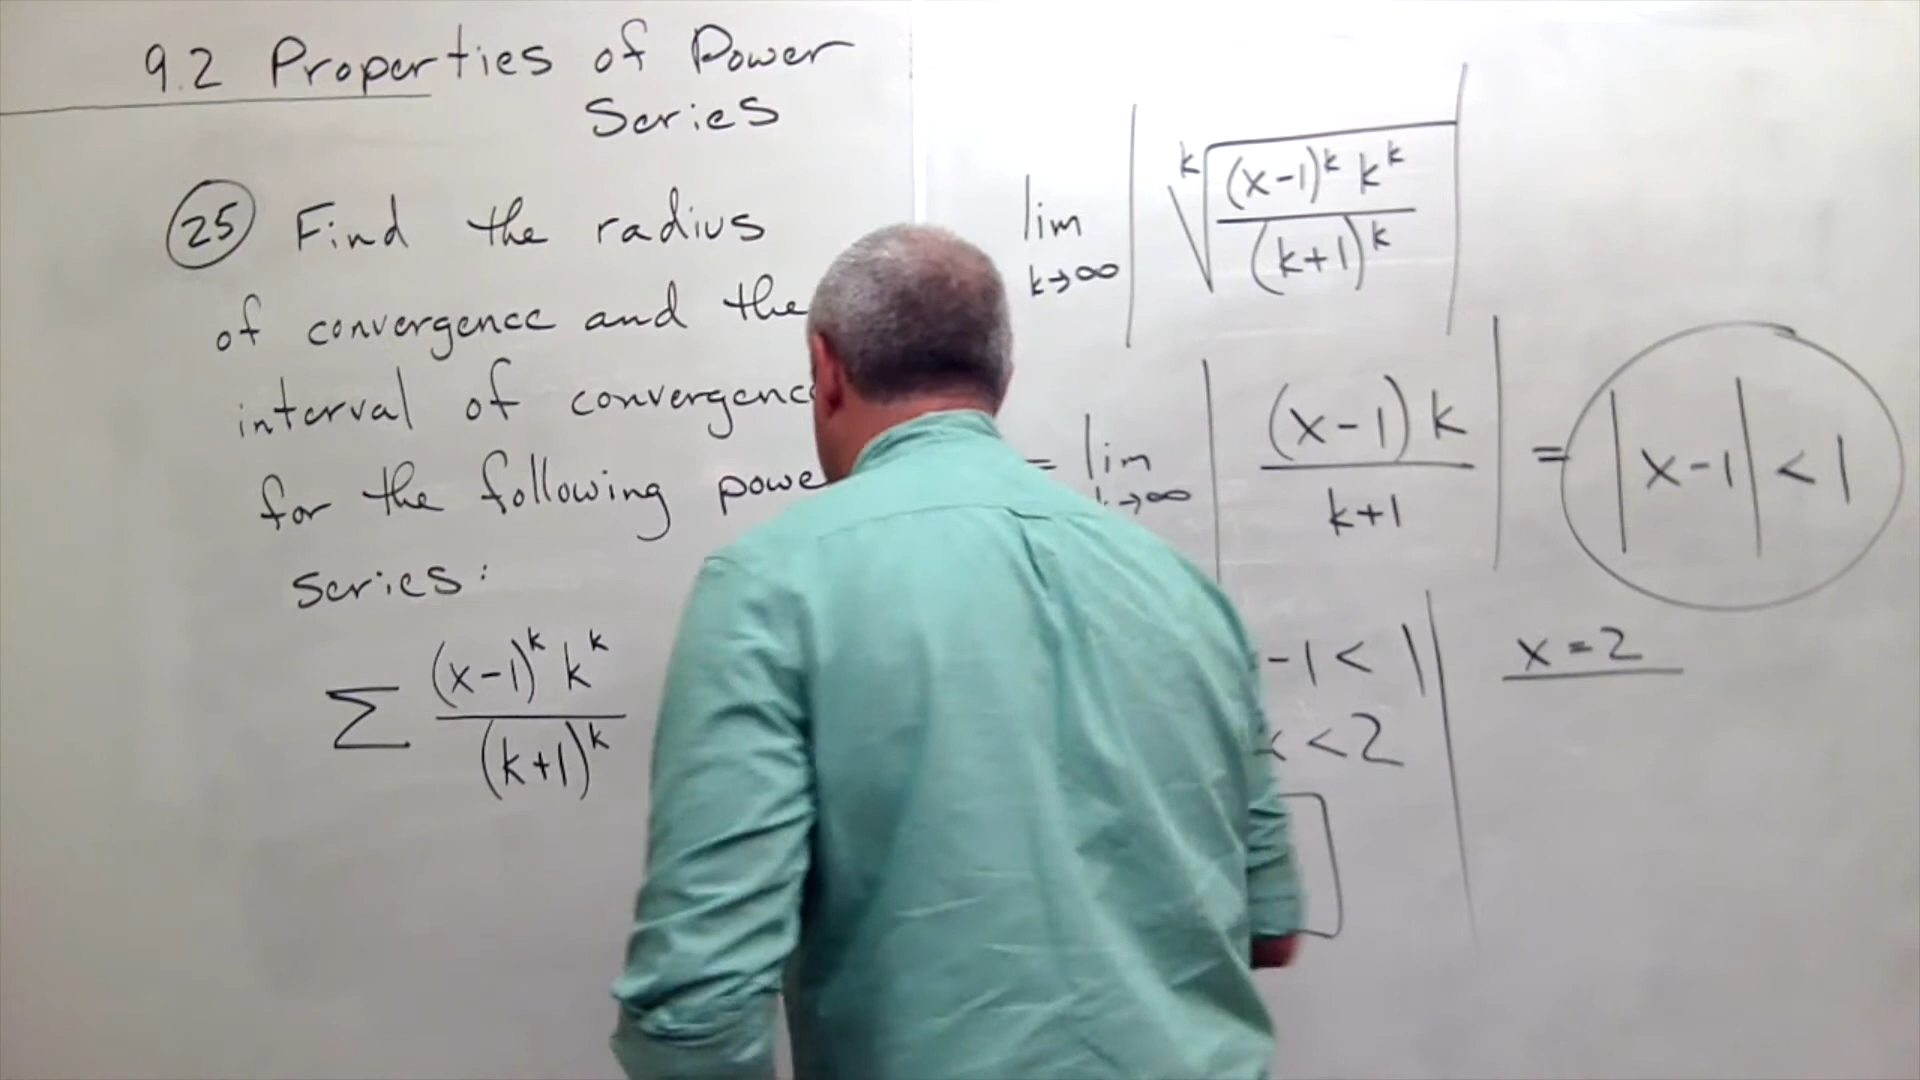 9.2 Properties of Power
Series
25 Find the radius
of convergence and the
interval of convergenc
for the following powe
series:
∑ (x-1)^k k^k / (k+1)^k
lim k→∞ | k√((x-1)^k k^k / (k+1)^k) |
= lim k→∞ | (x-1) k / k+1 | = |x-1| < 1
-1 < 1
x < 2
x = 2